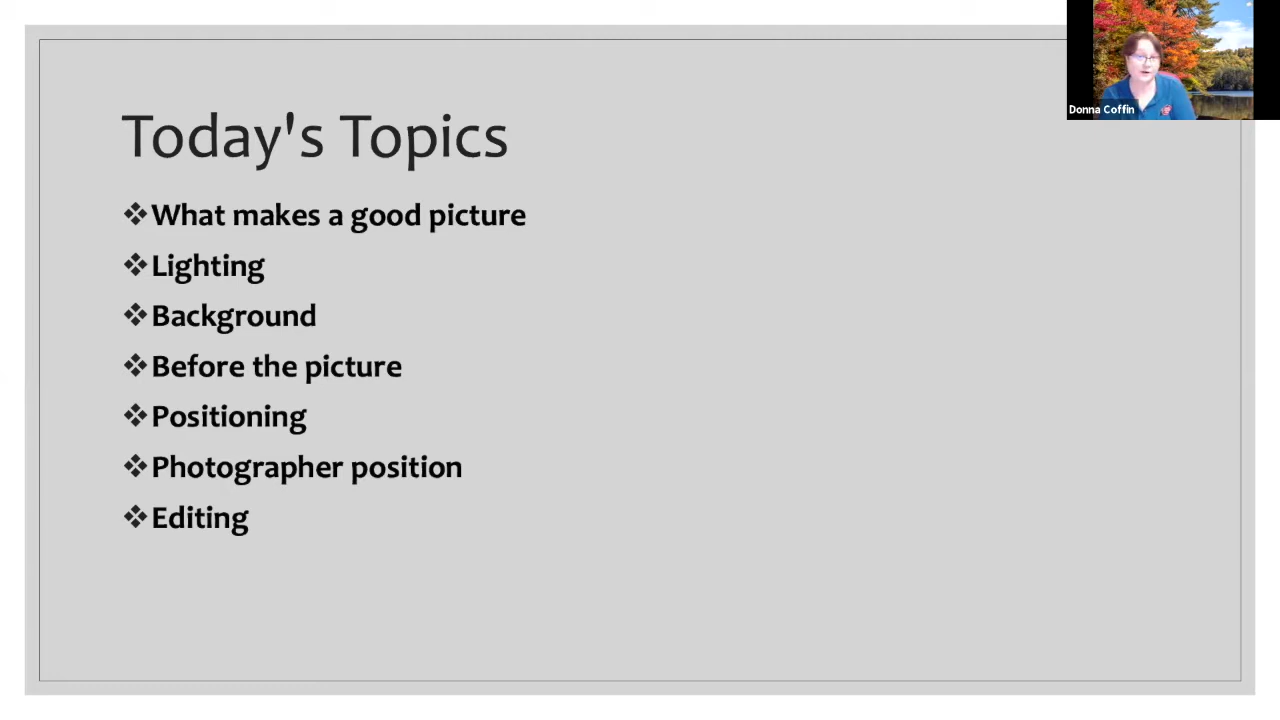 Today's Topics
What makes a good picture
Lighting
Background
Before the picture
Positioning
Photographer position
Editing
Donna Coffin